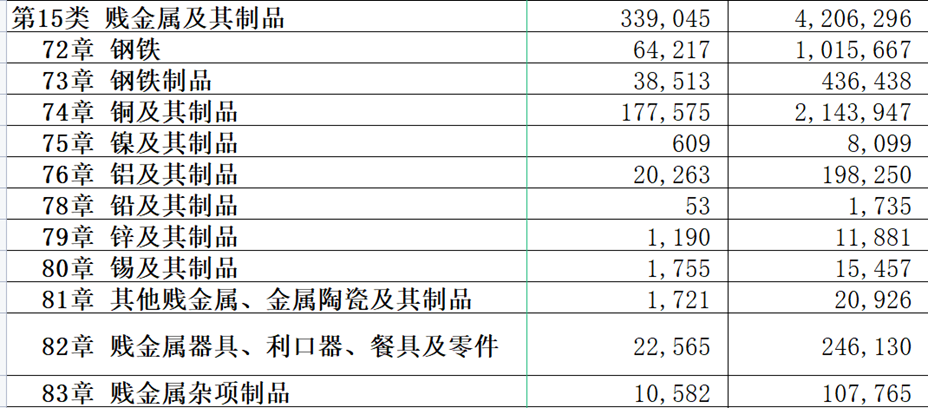 第15类 贱金属及其制品 339,045 4,206,296
72章 钢铁 64,217 1,015,667
73章 钢铁制品 38,513 436,438
74章 铜及其制品 177,575 2,143,947
75章 镍及其制品 609 8,099
76章 铝及其制品 20,263 198,250
78章 铅及其制品 53 1,735
79章 锌及其制品 1,190 11,881
80章 锡及其制品 1,755 15,457
81章 其他贱金属、金属陶瓷及其制品 1,721 20,926
82章 贱金属器具、利口器、餐具及零件 22,565 246,130
83章 贱金属杂项制品 10,582 107,765